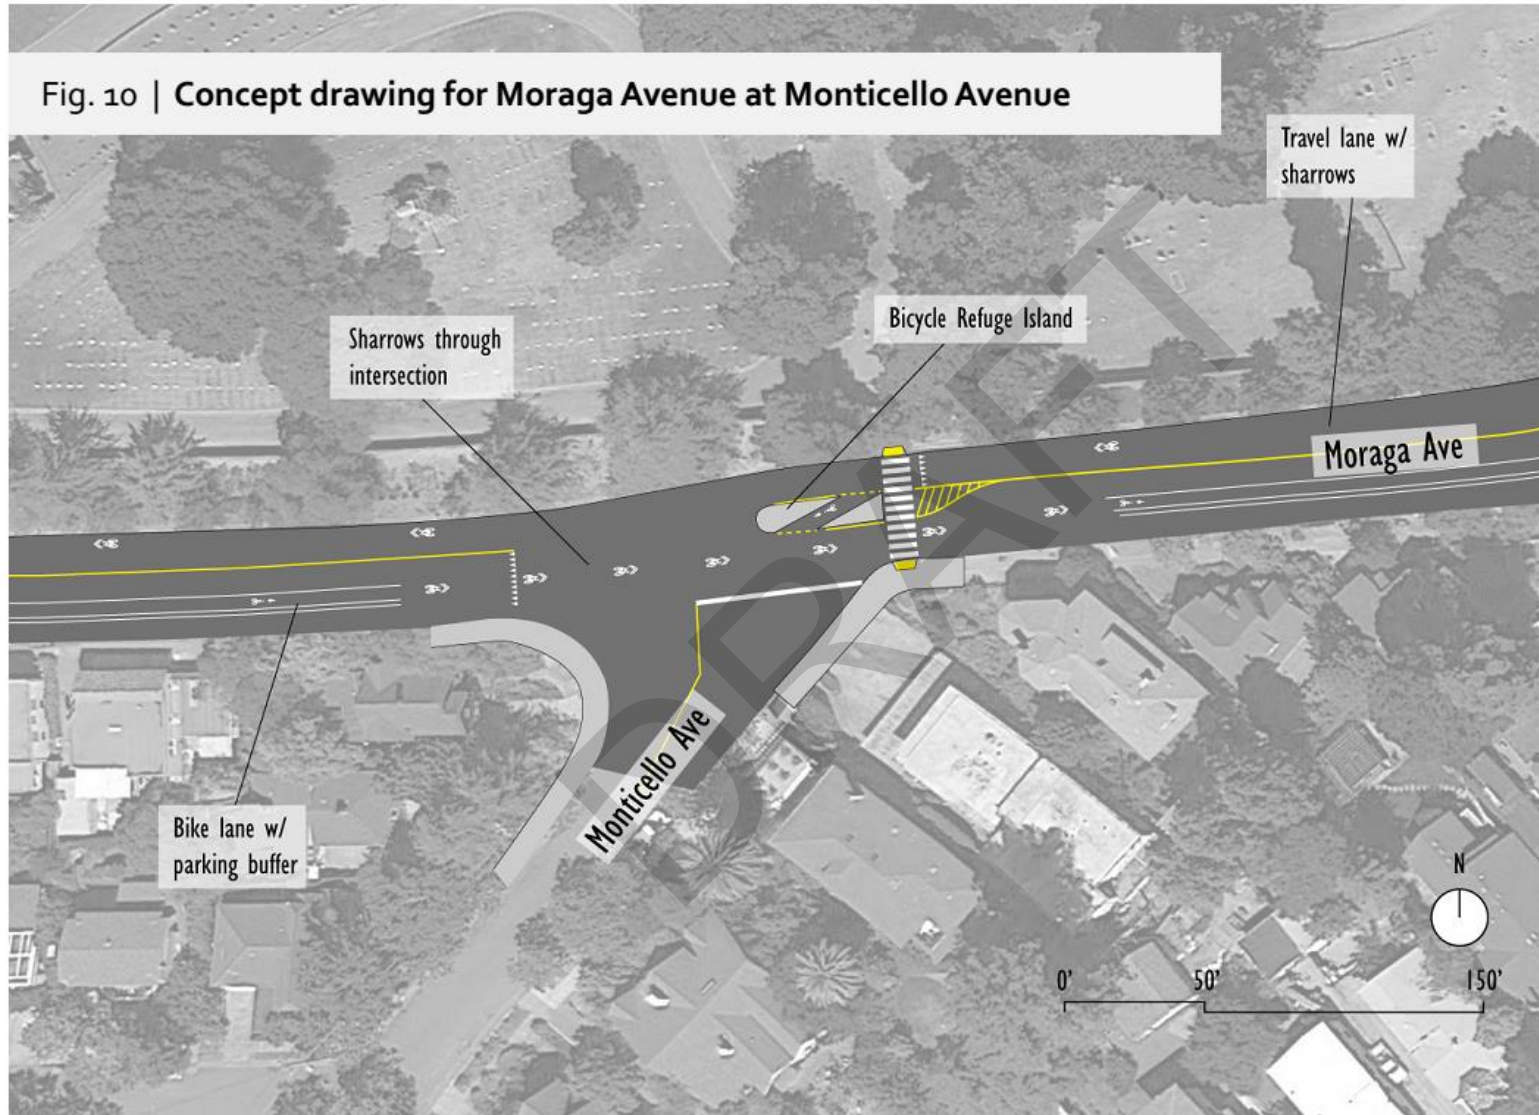 Fig. 10 | Concept drawing for Moraga Avenue at Monticello Avenue
Travel lane w/
sharrows
Bicycle Refuge Island
Sharrows through
intersection
Moraga Ave
Monticello Ave
Bike lane w/
parking buffer
N
0' 50' 150'
DRAFT